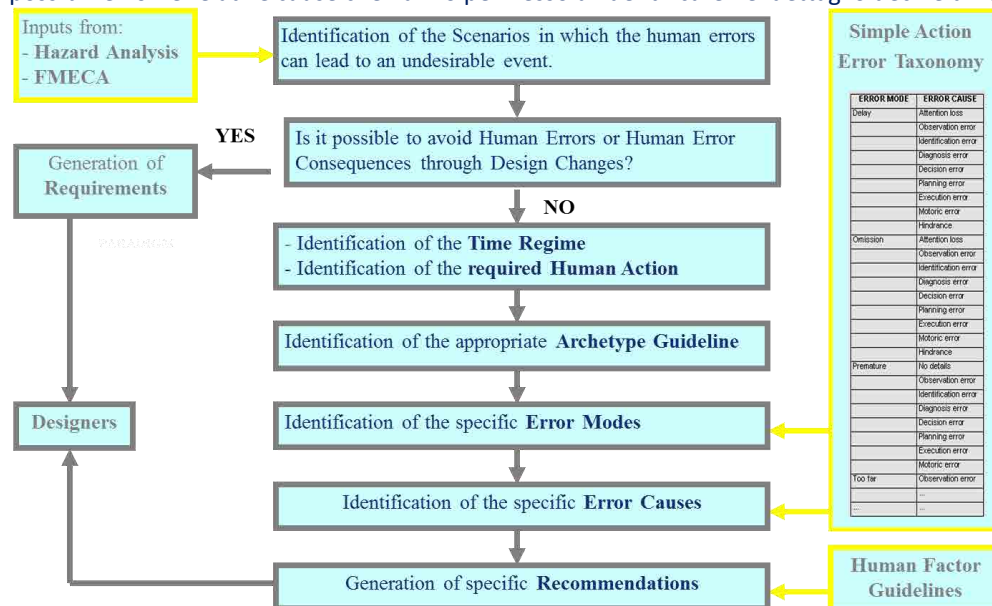 Inputs from:
- Hazard Analysis
- FMECA
Identification of the Scenarios in which the human errors
can lead to an undesirable event.
YES
Is it possible to avoid Human Errors or Human Error
Consequences through Design Changes?
Generation of
Requirements
NO
- Identification of the Time Regime
- Identification of the required Human Action
Identification of the appropriate Archetype Guideline
Designers
Identification of the specific Error Modes
Identification of the specific Error Causes
Generation of specific Recommendations
Simple Action
Error Taxonomy
ERROR MODE ERROR CAUSE
Delay Attention loss
Observation error
Identification error
Diagnosis error
Decision error
Planning error
Execution error
Motoric error
Hindrance
Omission Attention loss
Observation error
Identification error
Diagnosis error
Decision error
Planning error
Execution error
Motoric error
Hindrance
Premature No details
Observation error
Identification error
Diagnosis error
Decision error
Planning error
Execution error
Motoric error
Too far Observation error
...
... ...
Human Factor
Guidelines